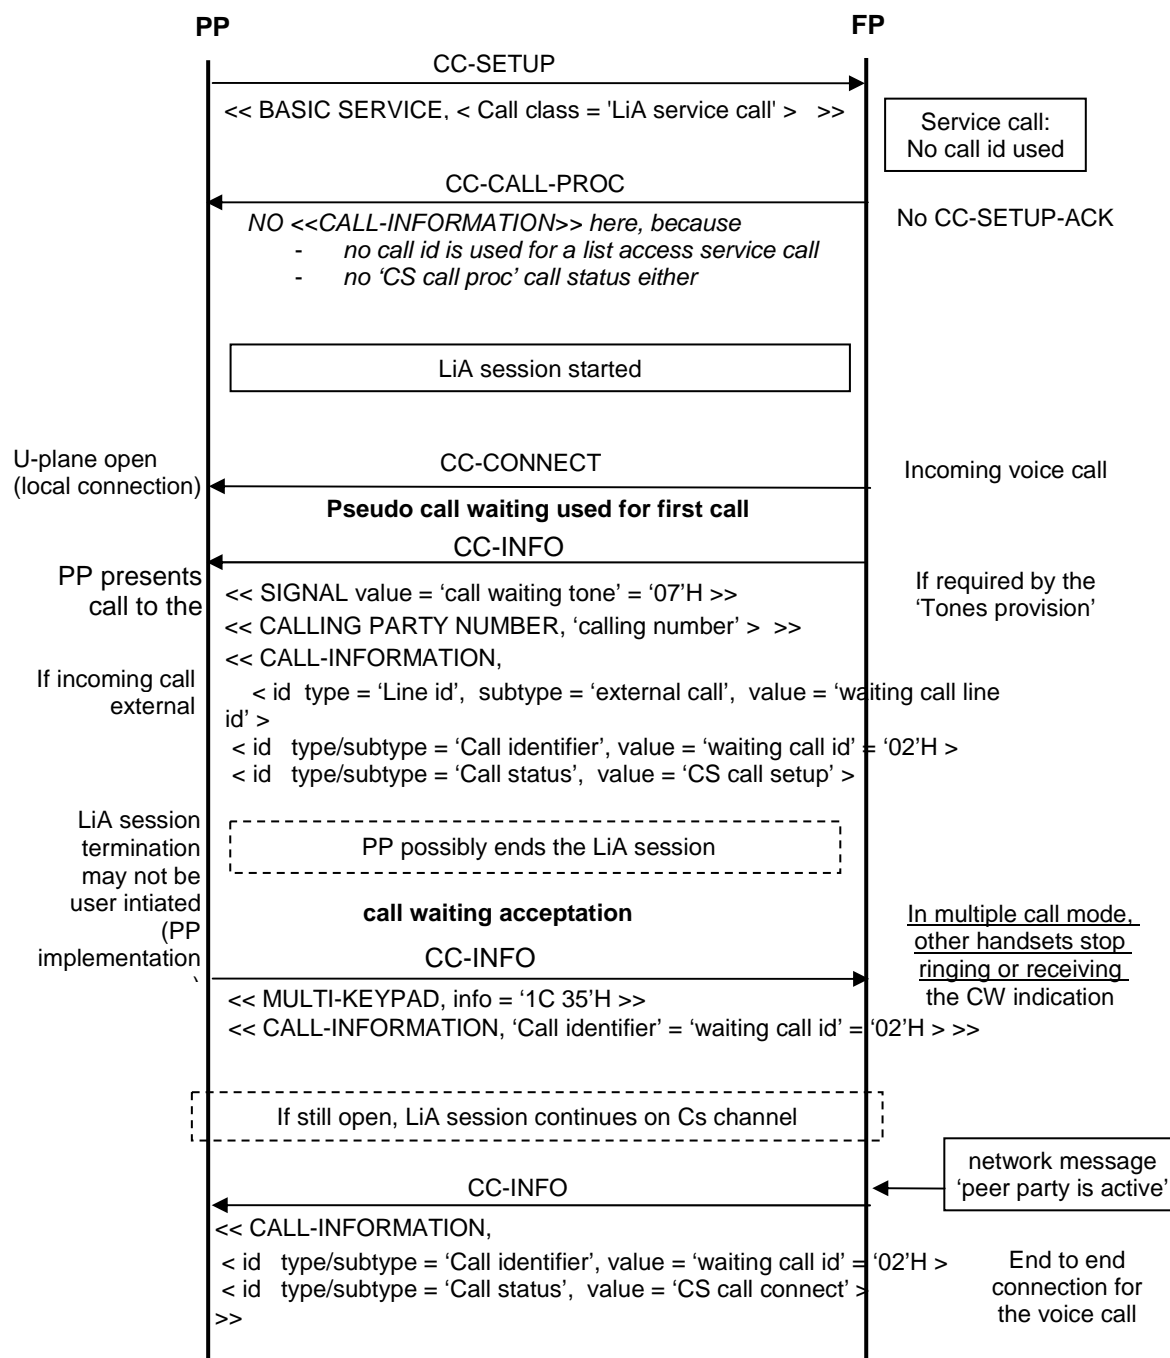 PP
FP
CC-SETUP
<< BASIC SERVICE, < Call class = 'LiA service call' > >>
Service call:
No call id used
CC-CALL-PROC
No CC-SETUP-ACK
NO <<CALL-INFORMATION>> here, because
- no call id is used for a list access service call
- no ‘CS call proc’ call status either
LiA session started
U-plane open
(local connection)
CC-CONNECT
Incoming voice call
Pseudo call waiting used for first call
CC-INFO
PP presents
call to the
If required by the
‘Tones provision’
<< SIGNAL value = ‘call waiting tone’ = ‘07’H >>
<< CALLING PARTY NUMBER, ‘calling number’ > >>
<< CALL-INFORMATION,
If incoming call
external
< id type = ‘Line id’, subtype = ‘external call’, value = ‘waiting call line
id’ >
< id type/subtype = ‘Call identifier’, value = ‘waiting call id’ = ‘02’H >
< id type/subtype = ‘Call status’, value = ‘CS call setup’ >
LiA session
termination
may not be
user intiated
(PP
implementation
PP possibly ends the LiA session
call waiting acceptation
In multiple call mode,
other handsets stop
ringing or receiving
the CW indication
CC-INFO
<< MULTI-KEYPAD, info = ‘1C 35’H >>
<< CALL-INFORMATION, ‘Call identifier’ = ‘waiting call id’ = ‘02’H > >>
If still open, LiA session continues on Cs channel
network message
‘peer party is active’
CC-INFO
<< CALL-INFORMATION,
< id type/subtype = ‘Call identifier’, value = ‘waiting call id’ = ‘02’H >
< id type/subtype = ‘Call status’, value = ‘CS call connect’ >
>>
End to end
connection for
the voice call